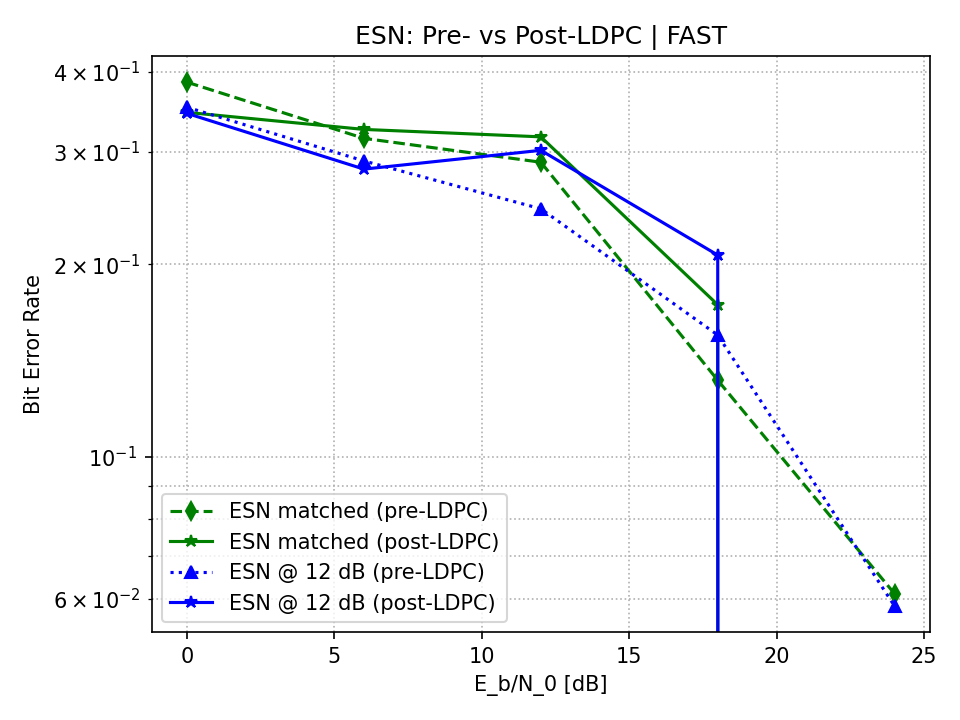 ESN: Pre- vs Post-LDPC | FAST
Bit Error Rate
4 × 10⁻¹
3 × 10⁻¹
2 × 10⁻¹
10⁻¹
6 × 10⁻²
ESN matched (pre-LDPC)
ESN matched (post-LDPC)
ESN @ 12 dB (pre-LDPC)
ESN @ 12 dB (post-LDPC)
0 5 10 15 20 25
E_b/N_0 [dB]